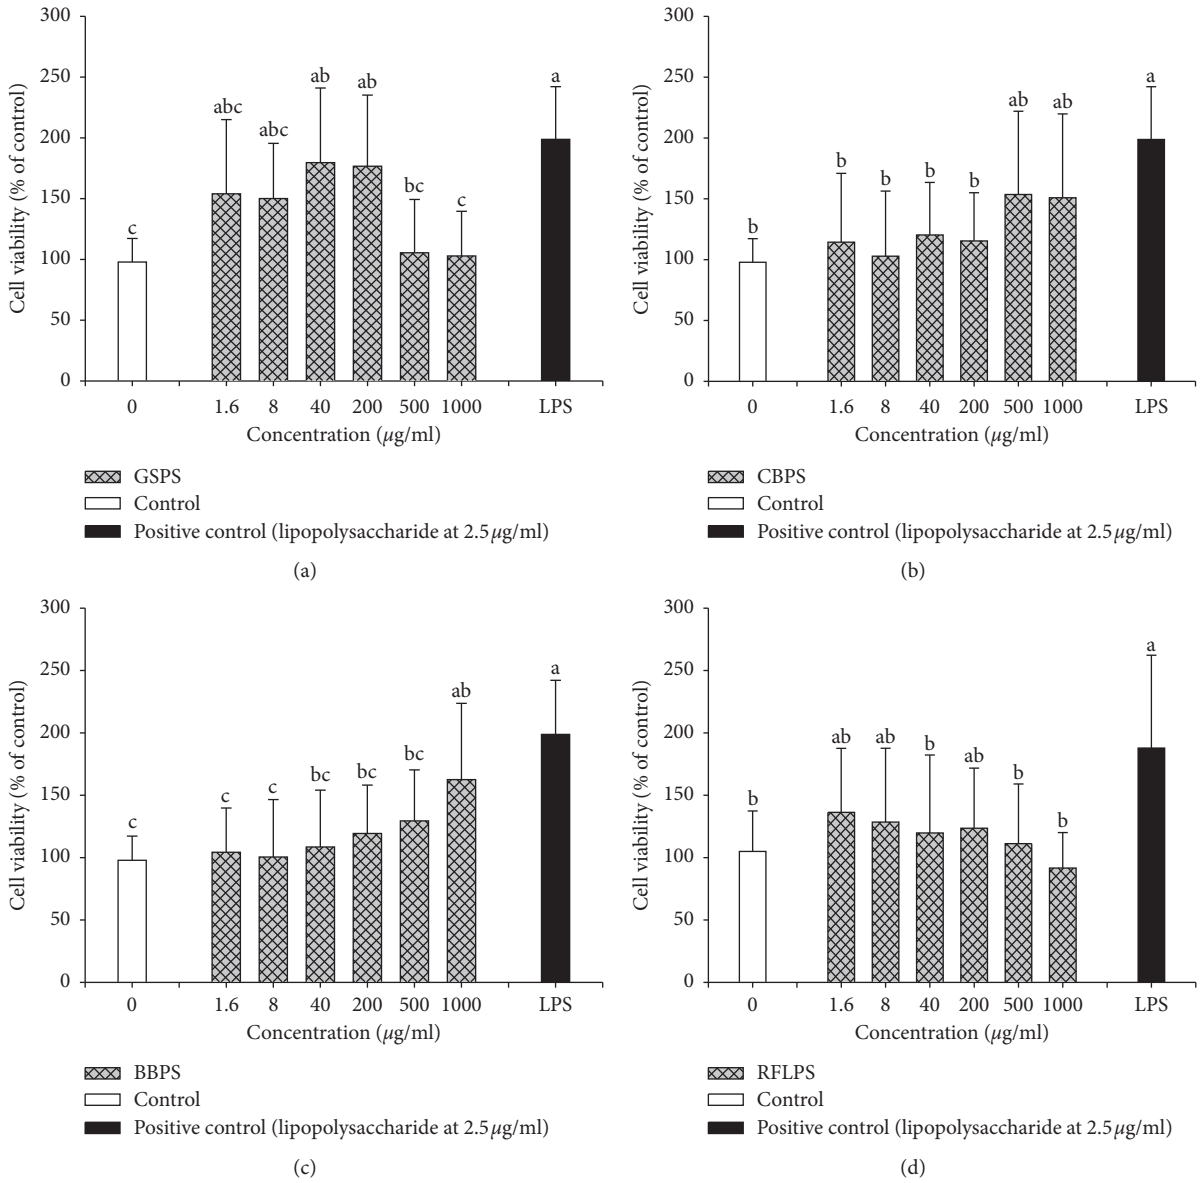 300
250
200
150
100
50
0
Cell viability (% of control)
c
abc
abc
ab
ab
bc
c
a
0 1.6 8 40 200 500 1000 LPS
Concentration (μg/ml)
GSPS
Control
Positive control (lipopolysaccharide at 2.5 μg/ml)
(a)
300
250
200
150
100
50
0
Cell viability (% of control)
b
b
b
b
b
ab
ab
a
0 1.6 8 40 200 500 1000 LPS
Concentration (μg/ml)
CBPS
Control
Positive control (lipopolysaccharide at 2.5 μg/ml)
(b)
300
250
200
150
100
50
0
Cell viability (% of control)
c
c
c
bc
bc
bc
ab
a
0 1.6 8 40 200 500 1000 LPS
Concentration (μg/ml)
BBPS
Control
Positive control (lipopolysaccharide at 2.5 μg/ml)
(c)
300
250
200
150
100
50
0
Cell viability (% of control)
b
ab
ab
b
ab
b
b
a
0 1.6 8 40 200 500 1000 LPS
Concentration (μg/ml)
RFLPS
Control
Positive control (lipopolysaccharide at 2.5 μg/ml)
(d)